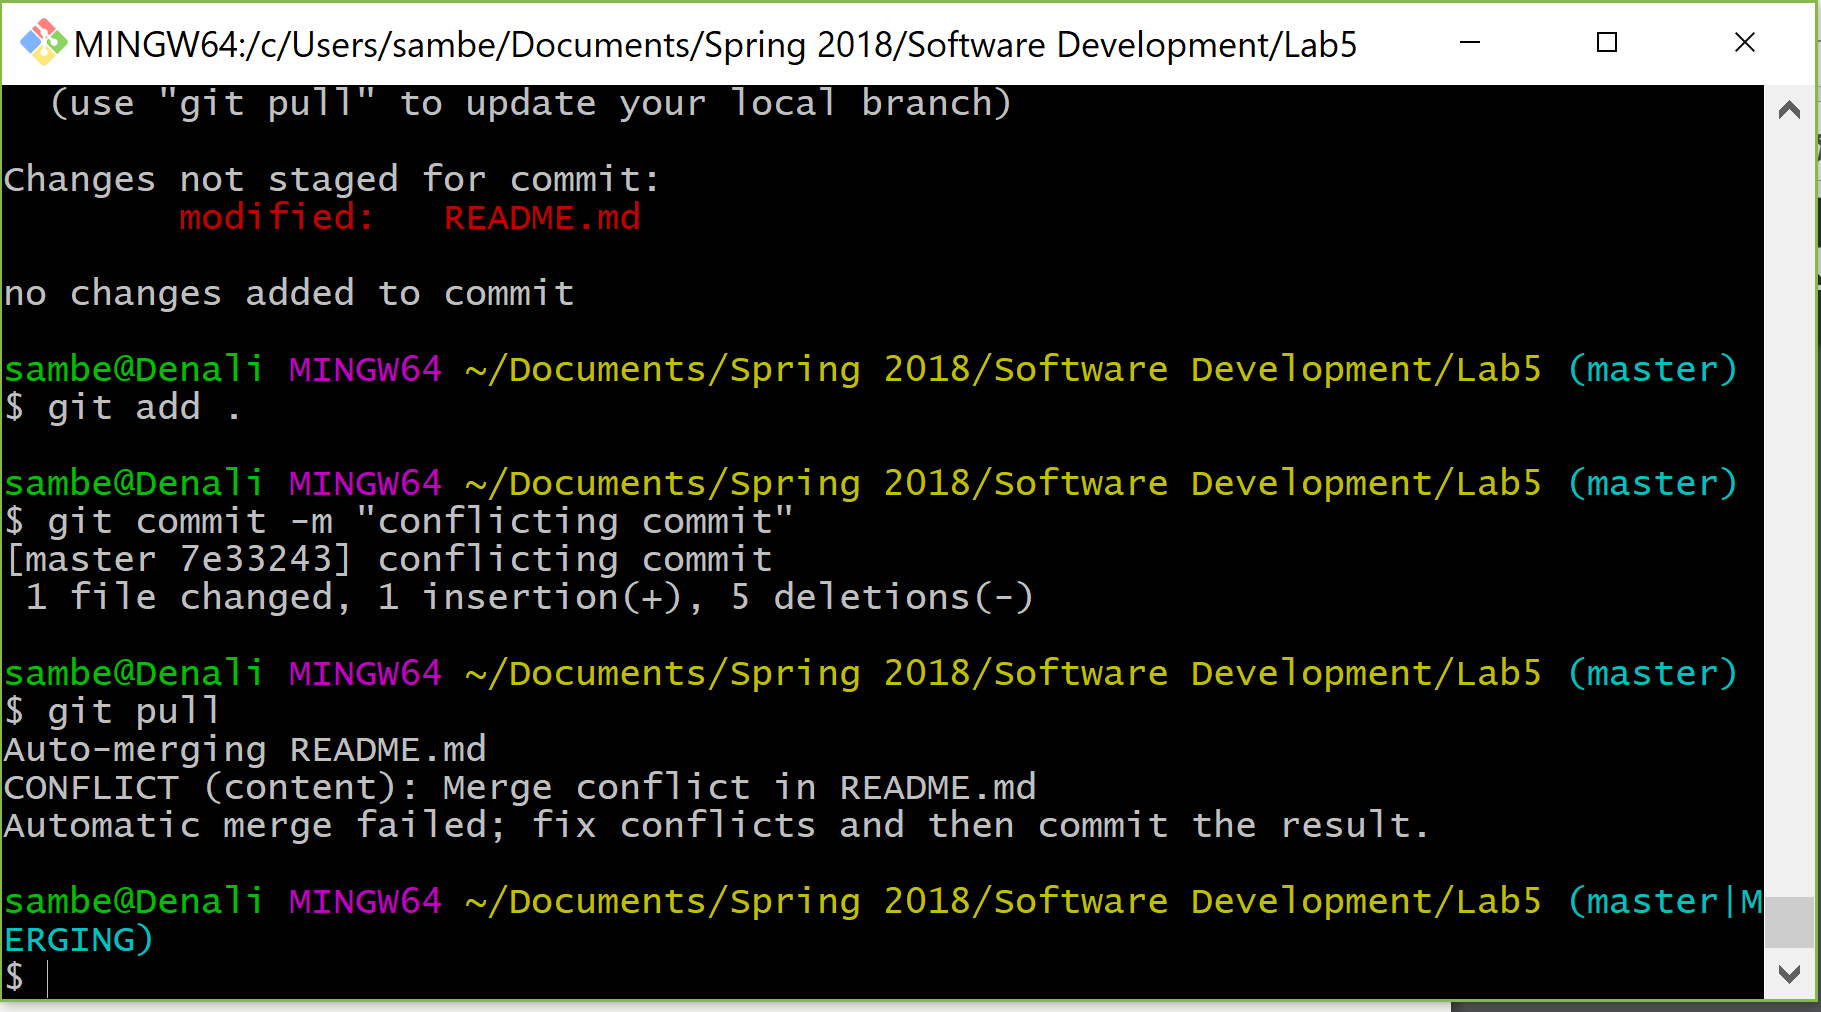 MINGW64:/c/Users/sambe/Documents/Spring 2018/Software Development/Lab5
  (use "git pull" to update your local branch)
Changes not staged for commit:
        modified:   README.md
no changes added to commit
sambe@Denali MINGW64 ~/Documents/Spring 2018/Software Development/Lab5 (master)
$ git add .
sambe@Denali MINGW64 ~/Documents/Spring 2018/Software Development/Lab5 (master)
$ git commit -m "conflicting commit"
[master 7e33243] conflicting commit
 1 file changed, 1 insertion(+), 5 deletions(-)
sambe@Denali MINGW64 ~/Documents/Spring 2018/Software Development/Lab5 (master)
$ git pull
Auto-merging README.md
CONFLICT (content): Merge conflict in README.md
Automatic merge failed; fix conflicts and then commit the result.
sambe@Denali MINGW64 ~/Documents/Spring 2018/Software Development/Lab5 (master|M
ERGING)
$